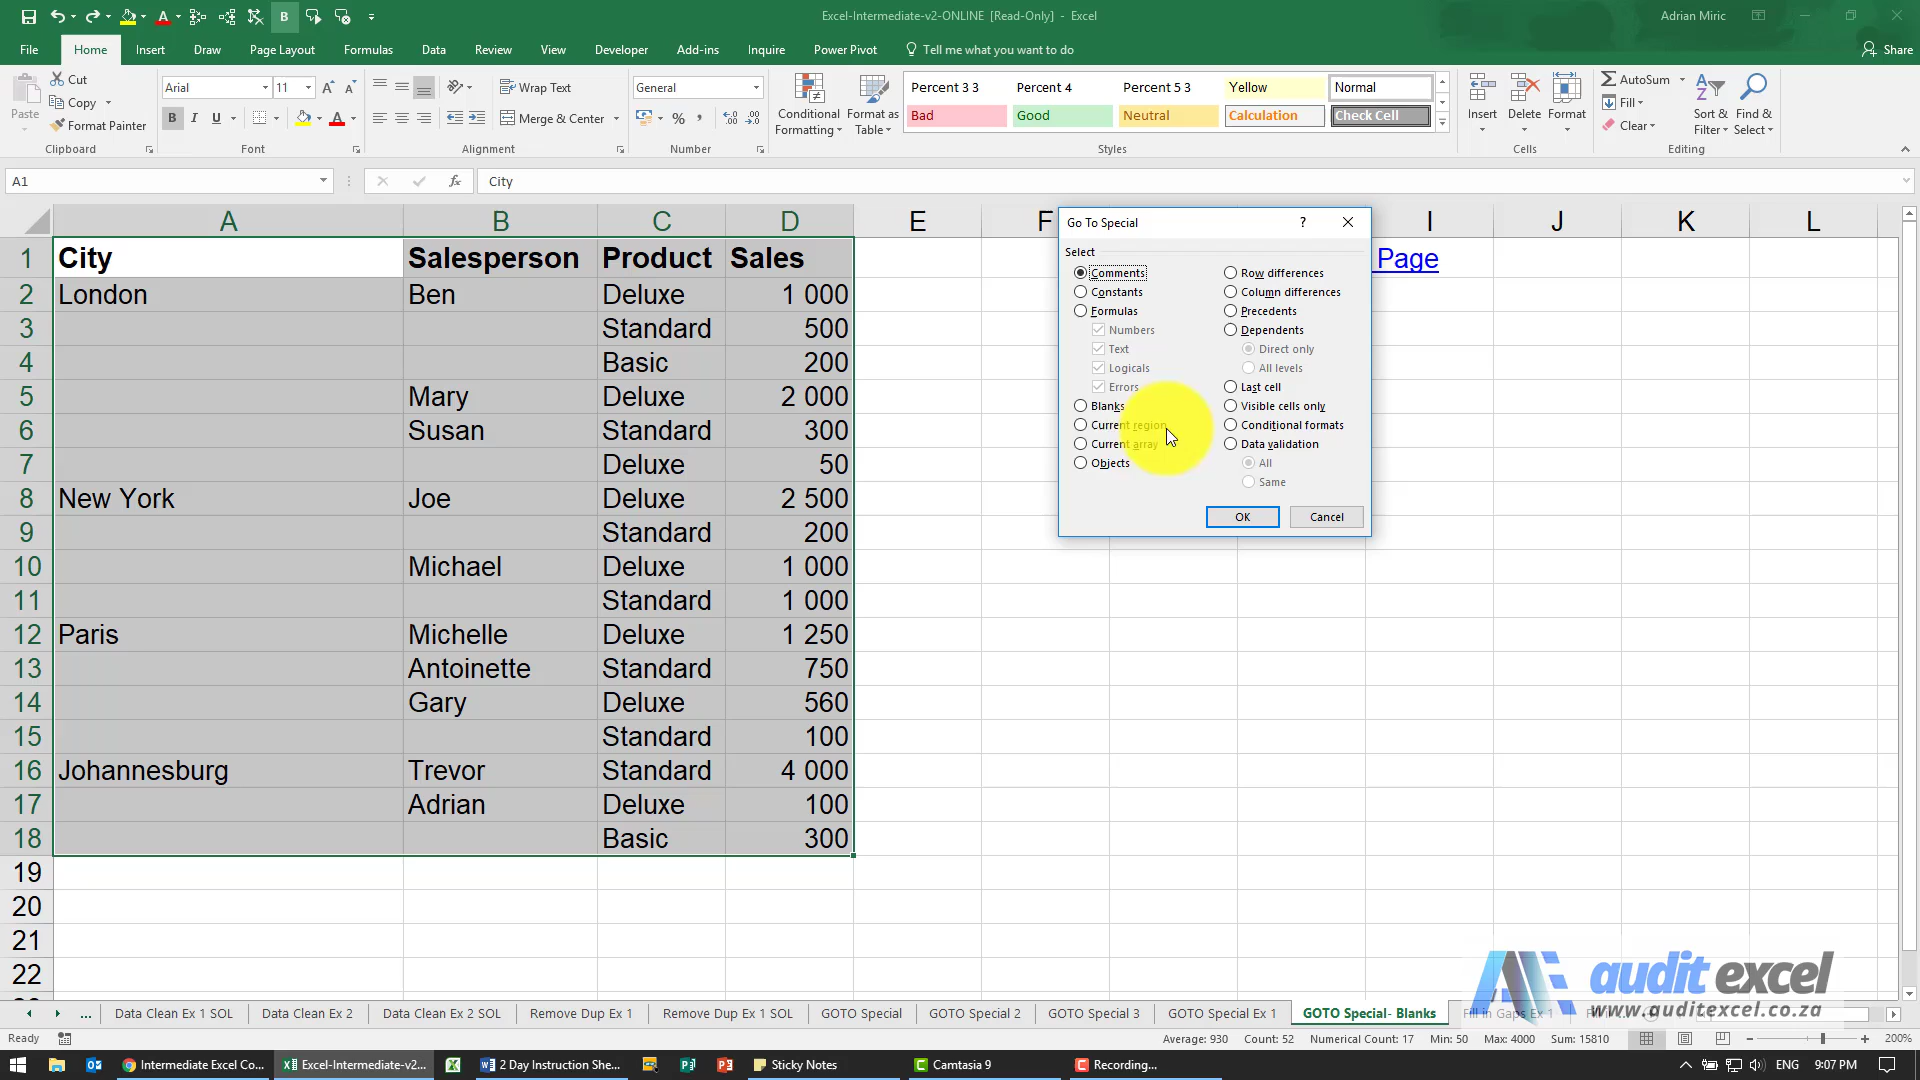 Excel-Intermediate-v2-ONLINE [Read-Only] - Excel
Adrian Miric
File Home Insert Draw Page Layout Formulas Data Review View Developer Add-ins Inquire Power Pivot Tell me what you want to do Share
Cut
Copy
Format Painter
Paste
Clipboard
Arial 11
B I U
Font
Wrap Text
Merge & Center
Alignment
General
%
Number
Conditional Formatting
Format as Table
Percent 3 3 Percent 4 Percent 5 3 Yellow Normal
Bad Good Neutral Calculation Check Cell
Styles
Insert Delete Format
Cells
AutoSum
Fill
Clear
Sort & Filter
Find & Select
Editing
A1 fx City
A B C D E F I J K L
1 City Salesperson Product Sales Page
2 London Ben Deluxe 1 000
3 Standard 500
4 Basic 200
5 Mary Deluxe 2 000
6 Susan Standard 300
7 Deluxe 50
8 New York Joe Deluxe 2 500
9 Standard 200
10 Michael Deluxe 1 000
11 Standard 1 000
12 Paris Michelle Deluxe 1 250
13 Antoinette Standard 750
14 Gary Deluxe 560
15 Standard 100
16 Johannesburg Trevor Standard 4 000
17 Adrian Deluxe 100
18 Basic 300
19
20
21
22
Go To Special ?
Select
Comments Row differences
Constants Column differences
Formulas Precedents
Numbers Dependents
Text Direct only
Logicals All levels
Errors Last cell
Blanks Visible cells only
Current region Conditional formats
Current array Data validation
Objects All
Same
OK Cancel
audit excel
www.auditexcel.co.za
... Data Clean Ex 1 SOL Data Clean Ex 2 Data Clean Ex 2 SOL Remove Dup Ex 1 Remove Dup Ex 1 SOL GOTO Special GOTO Special 2 GOTO Special 3 GOTO Special Ex 1 GOTO Special- Blanks Fill in Gaps Ex 1
Ready Average: 930 Count: 52 Numerical Count: 17 Min: 50 Max: 4000 Sum: 15810 200%
Intermediate Excel Co... Excel-Intermediate-v2... 2 Day Instruction She... Sticky Notes Camtasia 9 Recording... ENG 9:07 PM